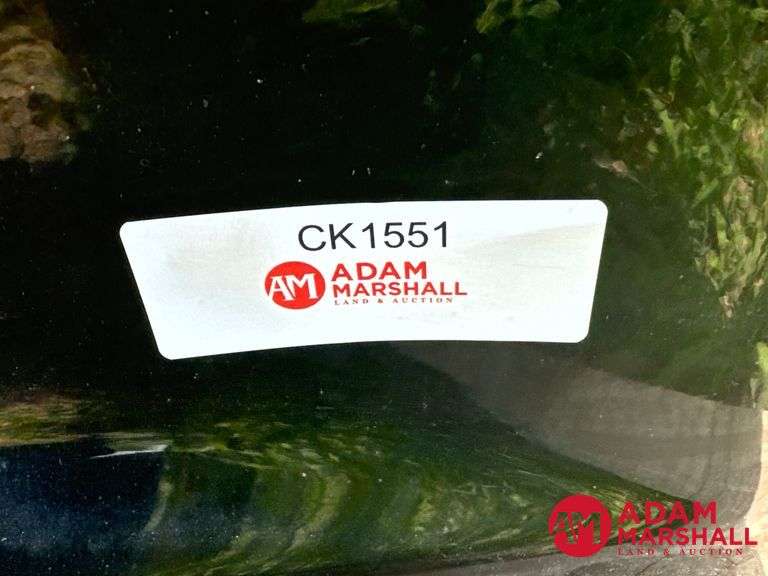 CK1551
AM ADAM
MARSHALL
LAND & AUCTION
AM ADAM
MARSHALL
LAND & AUCTION